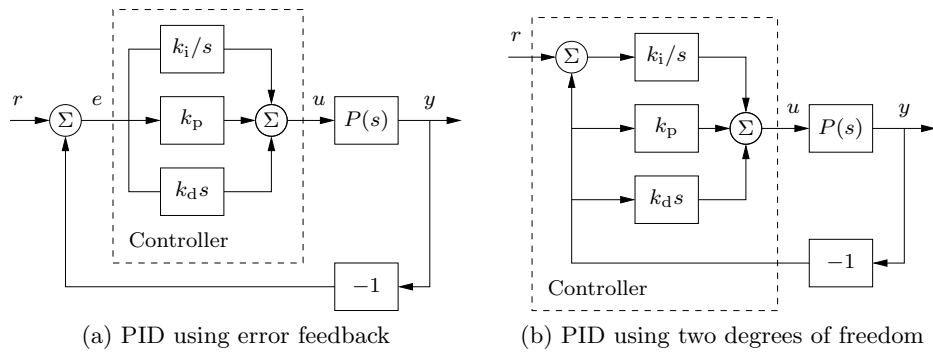 r
Σ
e
k_i/s
k_p
k_d s
Σ
u
P(s)
y
Controller
−1
(a) PID using error feedback
r
Σ
k_i/s
k_p
k_d s
Σ
u
P(s)
y
−1
Controller
(b) PID using two degrees of freedom